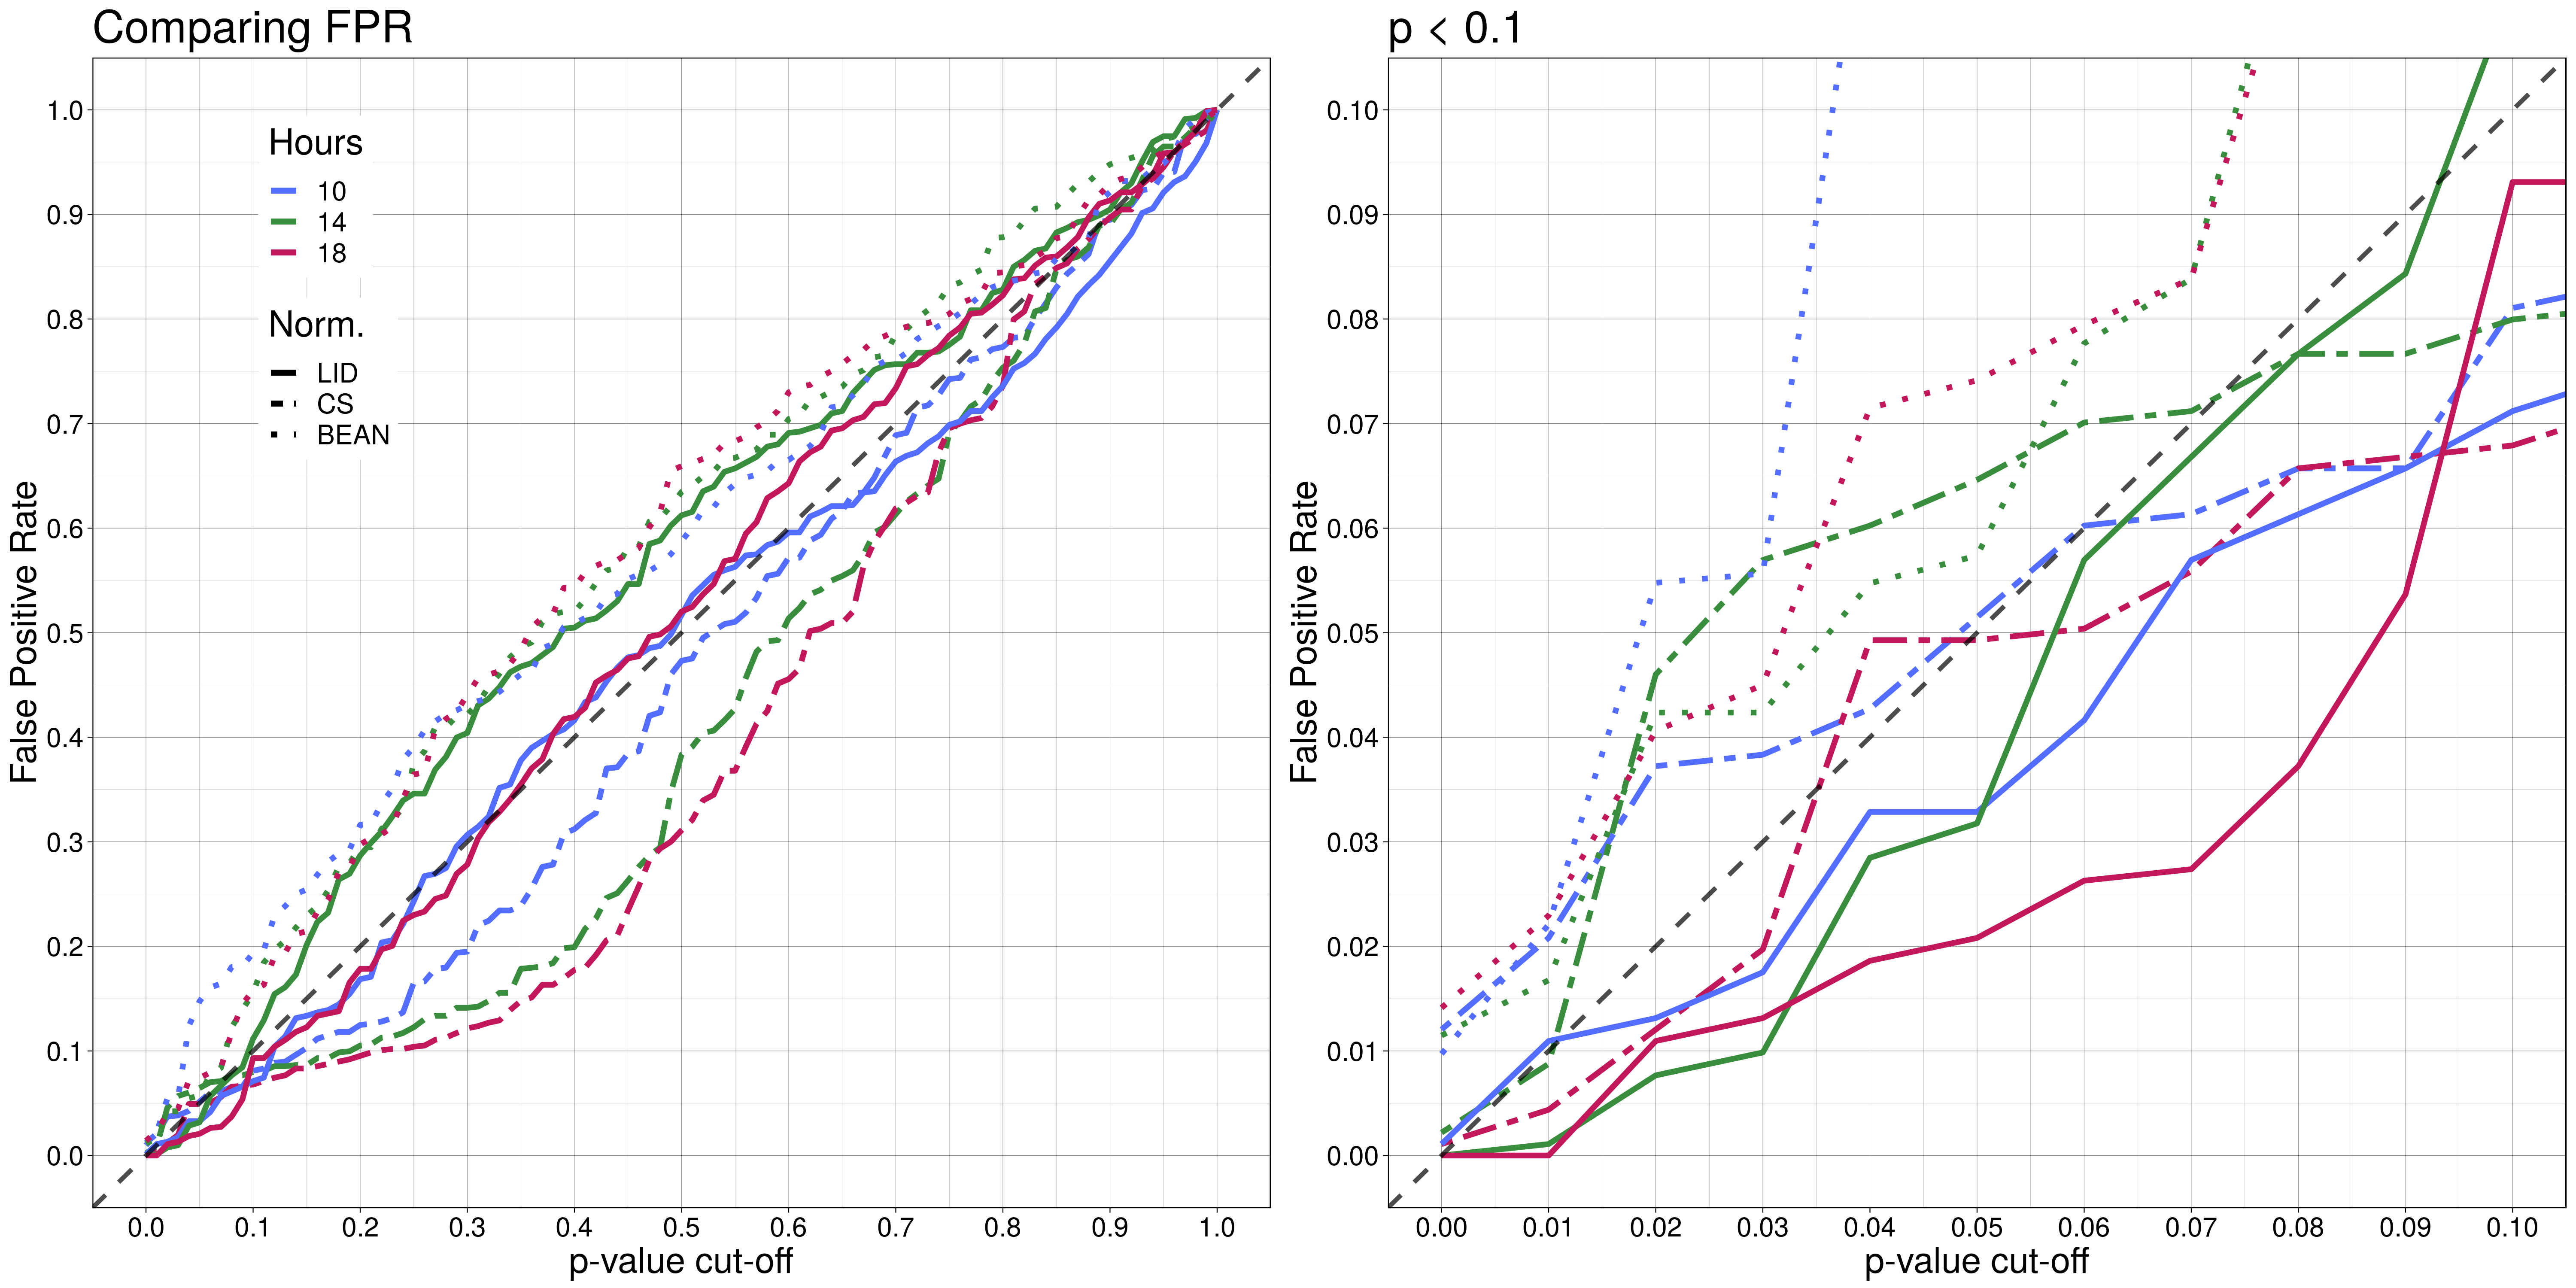 Comparing FPR
False Positive Rate
1.0
0.9
0.8
0.7
0.6
0.5
0.4
0.3
0.2
0.1
0.0
Hours
10
14
18
Norm.
LID
CS
BEAN
0.0 0.1 0.2 0.3 0.4 0.5 0.6 0.7 0.8 0.9 1.0
p-value cut-off
p < 0.1
False Positive Rate
0.10
0.09
0.08
0.07
0.06
0.05
0.04
0.03
0.02
0.01
0.00
0.00 0.01 0.02 0.03 0.04 0.05 0.06 0.07 0.08 0.09 0.10
p-value cut-off